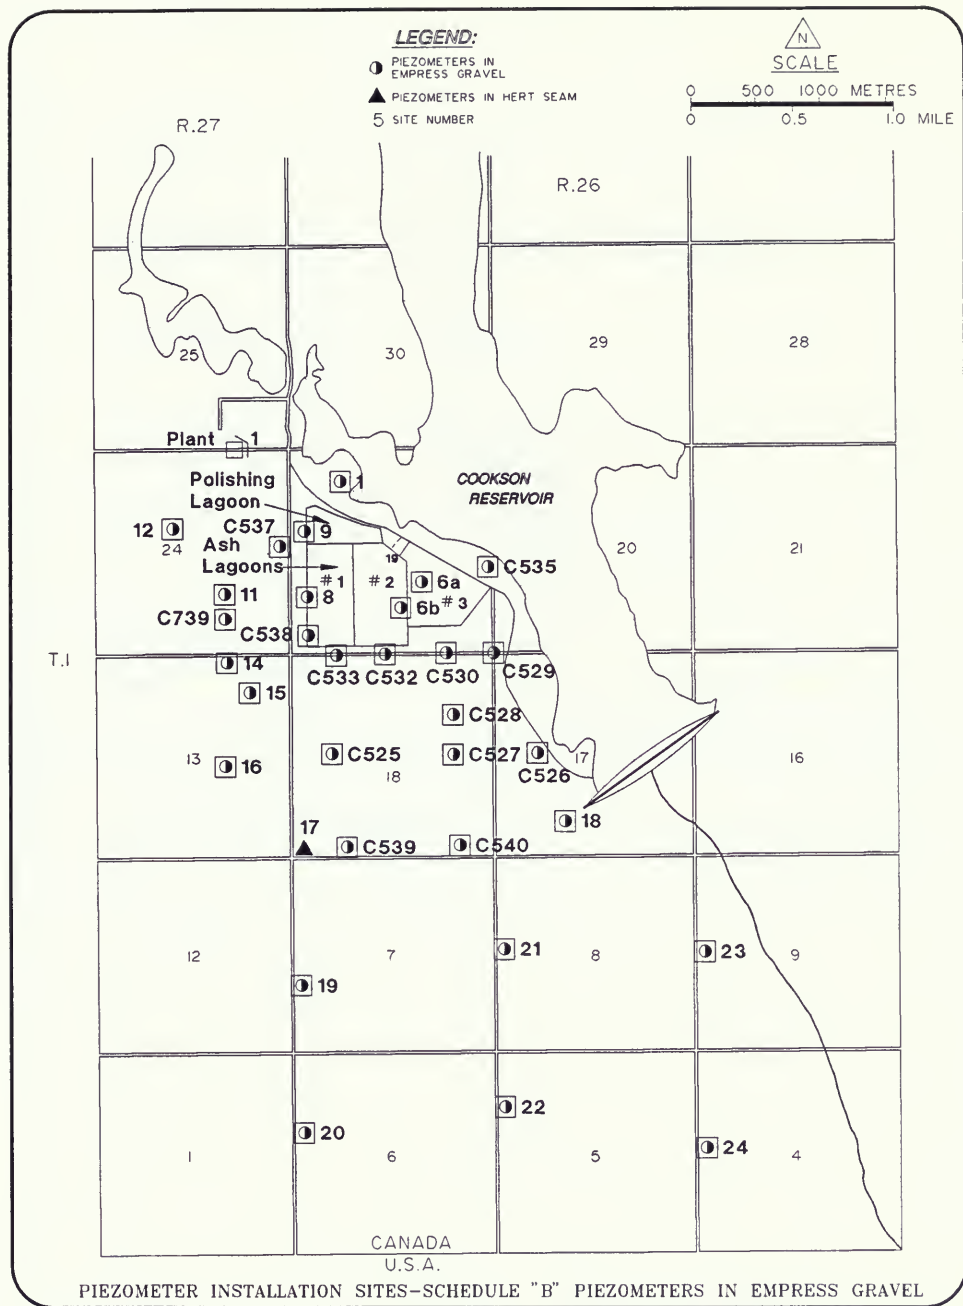 LEGEND:
PIEZOMETERS IN
EMPRESS GRAVEL
PIEZOMETERS IN HERT SEAM
5 SITE NUMBER
N
SCALE
0 500 1000 METRES
0 0.5 1.0 MILE
R.27
R.26
25
30
29
28
Plant 1
1
Polishing
Lagoon
COOKSON
RESERVOIR
12
24
C537
9
Ash
Lagoons
19
20
21
C535
#1
#2
6a
6b
#3
11
8
C739
C538
T.1
14
C533
C532
C530
C529
15
C528
13
16
C525
18
C527
C526
17
16
17
18
C539
C540
12
7
21
8
23
9
19
22
20
24
1
6
5
4
CANADA
U.S.A.
PIEZOMETER INSTALLATION SITES-SCHEDULE "B" PIEZOMETERS IN EMPRESS GRAVEL